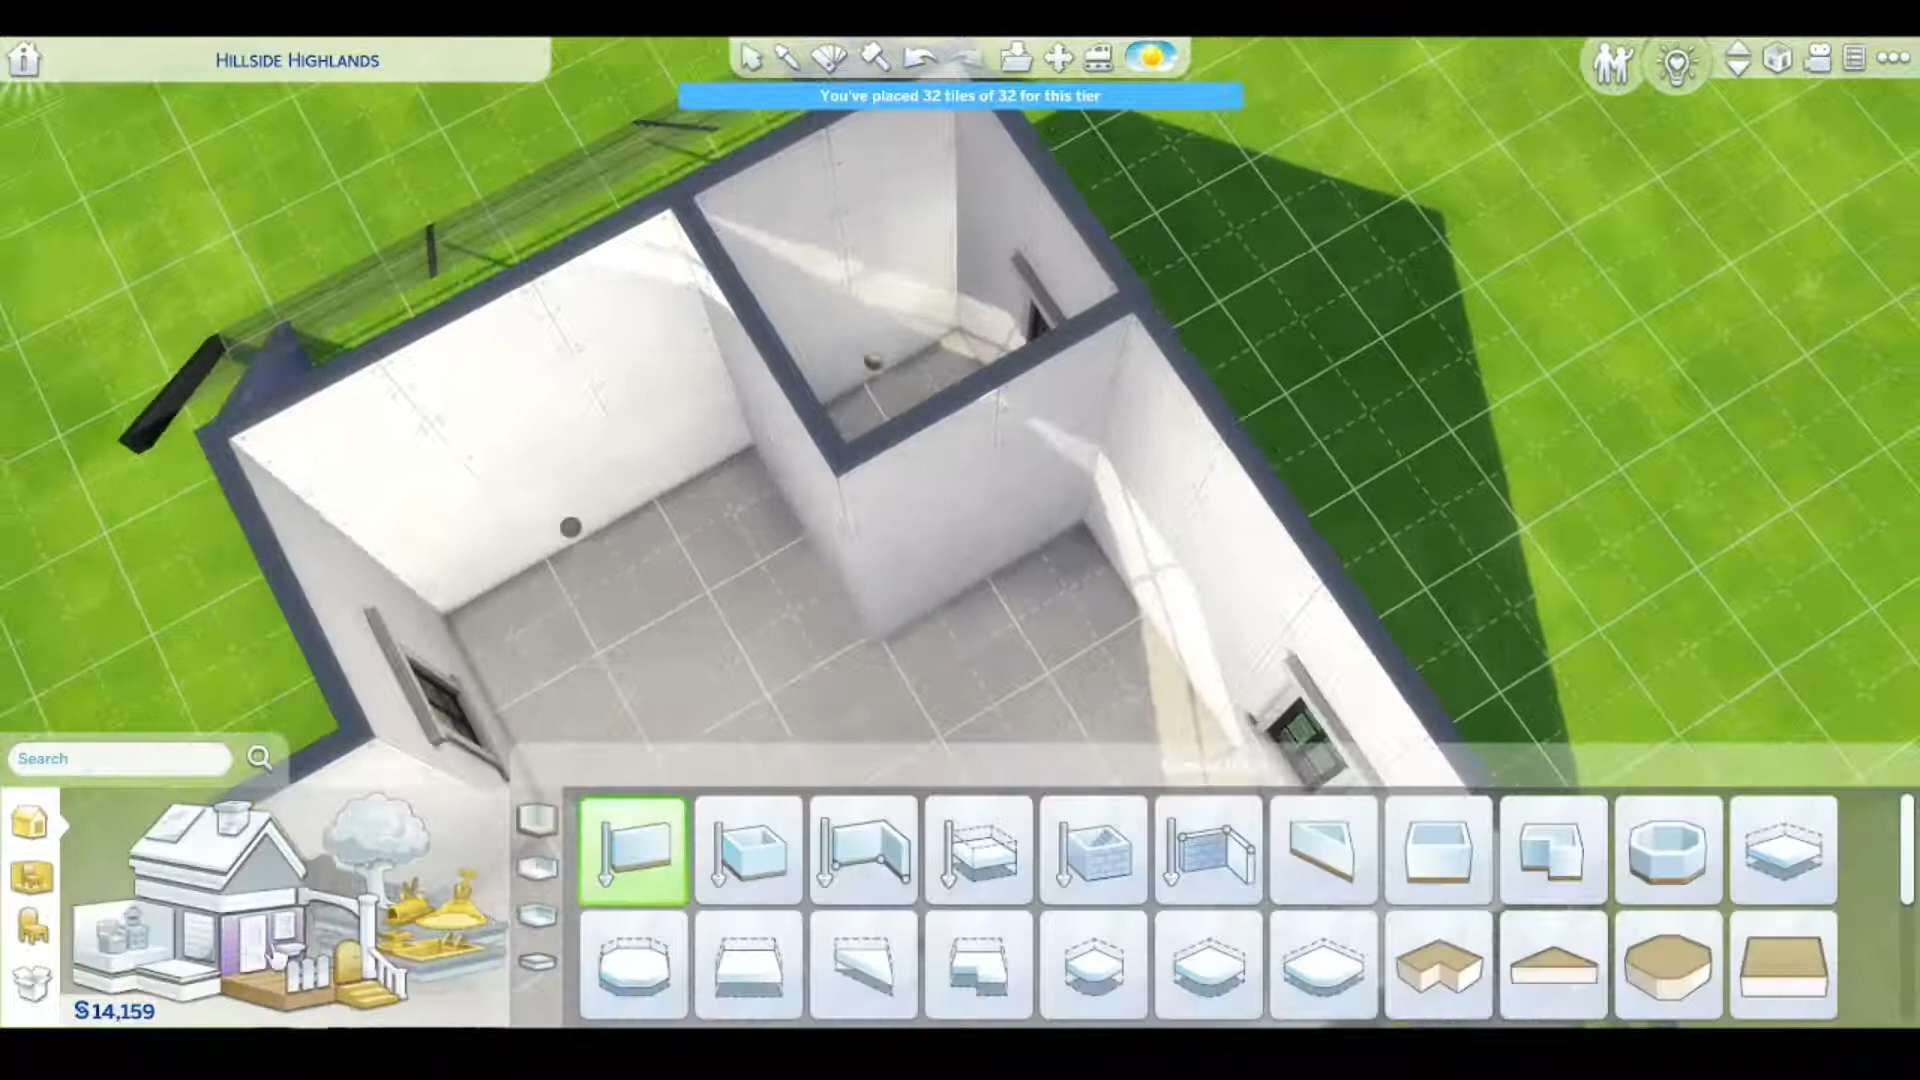 HILLSIDE HIGHLANDS
You've placed 32 tiles of 32 for this tier
Search
§14,159